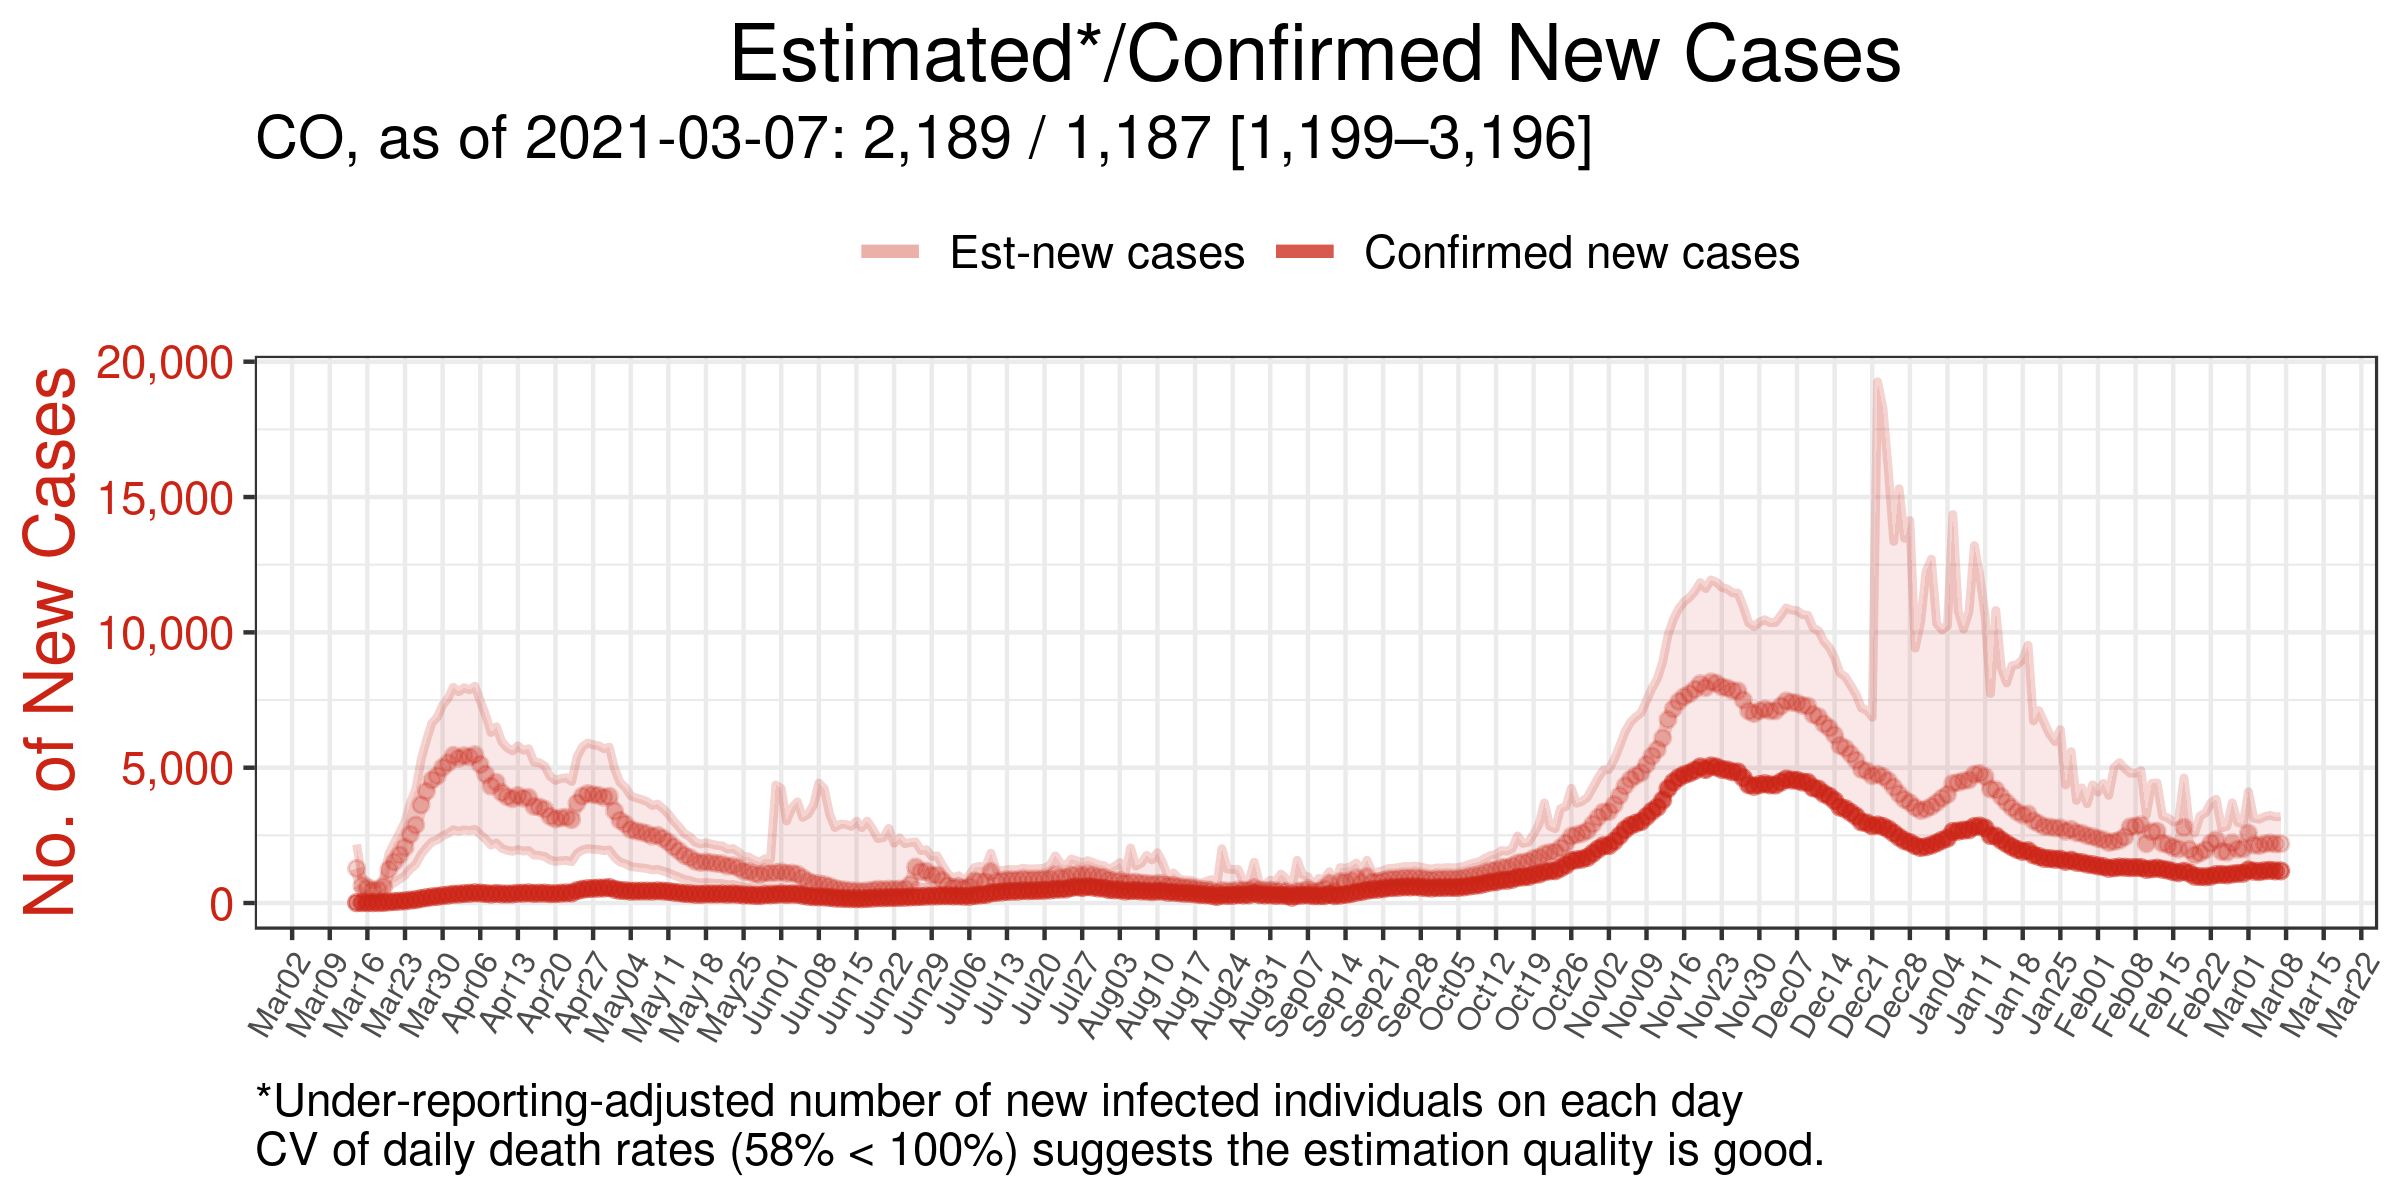 Estimated*/Confirmed New Cases
CO, as of 2021-03-07: 2,189 / 1,187 [1,199–3,196]
Est-new cases Confirmed new cases
No. of New Cases
20,000
15,000
10,000
5,000
0
Mar02 Mar09 Mar16 Mar23 Mar30 Apr06 Apr13 Apr20 Apr27 May04 May11 May18 May25 Jun01 Jun08 Jun15 Jun22 Jun29 Jul06 Jul13 Jul20 Jul27 Aug03 Aug10 Aug17 Aug24 Aug31 Sep07 Sep14 Sep21 Sep28 Oct05 Oct12 Oct19 Oct26 Nov02 Nov09 Nov16 Nov23 Nov30 Dec07 Dec14 Dec21 Dec28 Jan04 Jan11 Jan18 Jan25 Feb01 Feb08 Feb15 Feb22 Mar01 Mar08 Mar15 Mar22
*Under-reporting-adjusted number of new infected individuals on each day
CV of daily death rates (58% < 100%) suggests the estimation quality is good.